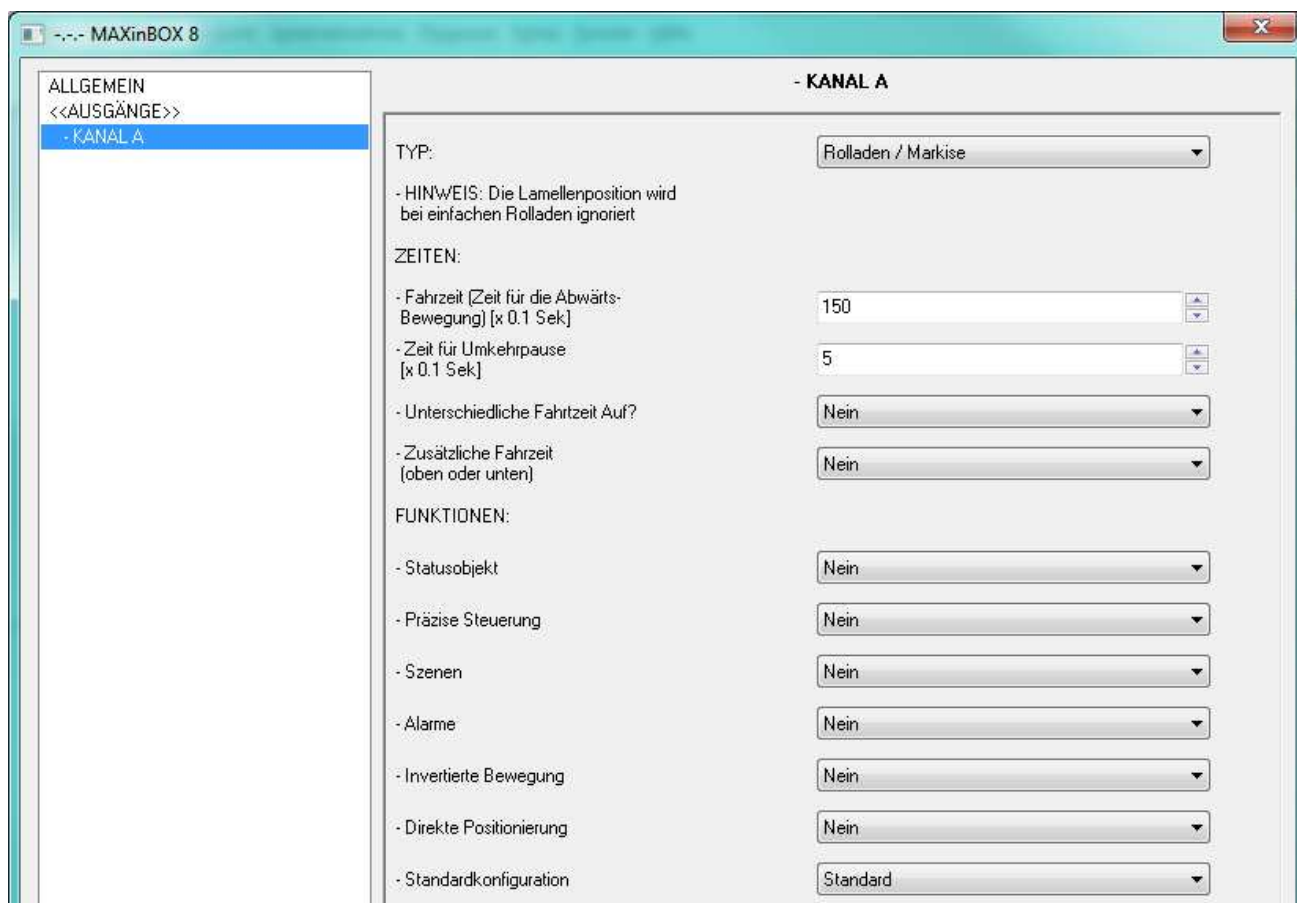 -.-.- MAXinBOX 8
ALLGEMEIN
<<AUSGÄNGE>>
- KANAL A
- KANAL A
TYP:
Rolladen / Markise
- HINWEIS: Die Lamellenposition wird
bei einfachen Rolladen ignoriert
ZEITEN:
- Fahrzeit (Zeit für die Abwärts-
Bewegung) [x 0.1 Sek]
150
- Zeit für Umkehrpause
[x 0.1 Sek]
5
- Unterschiedliche Fahrtzeit Auf?
Nein
- Zusätzliche Fahrzeit
(oben oder unten)
Nein
FUNKTIONEN:
- Statusobjekt
Nein
- Präzise Steuerung
Nein
- Szenen
Nein
- Alarme
Nein
- Invertierte Bewegung
Nein
- Direkte Positionierung
Nein
- Standardkonfiguration
Standard